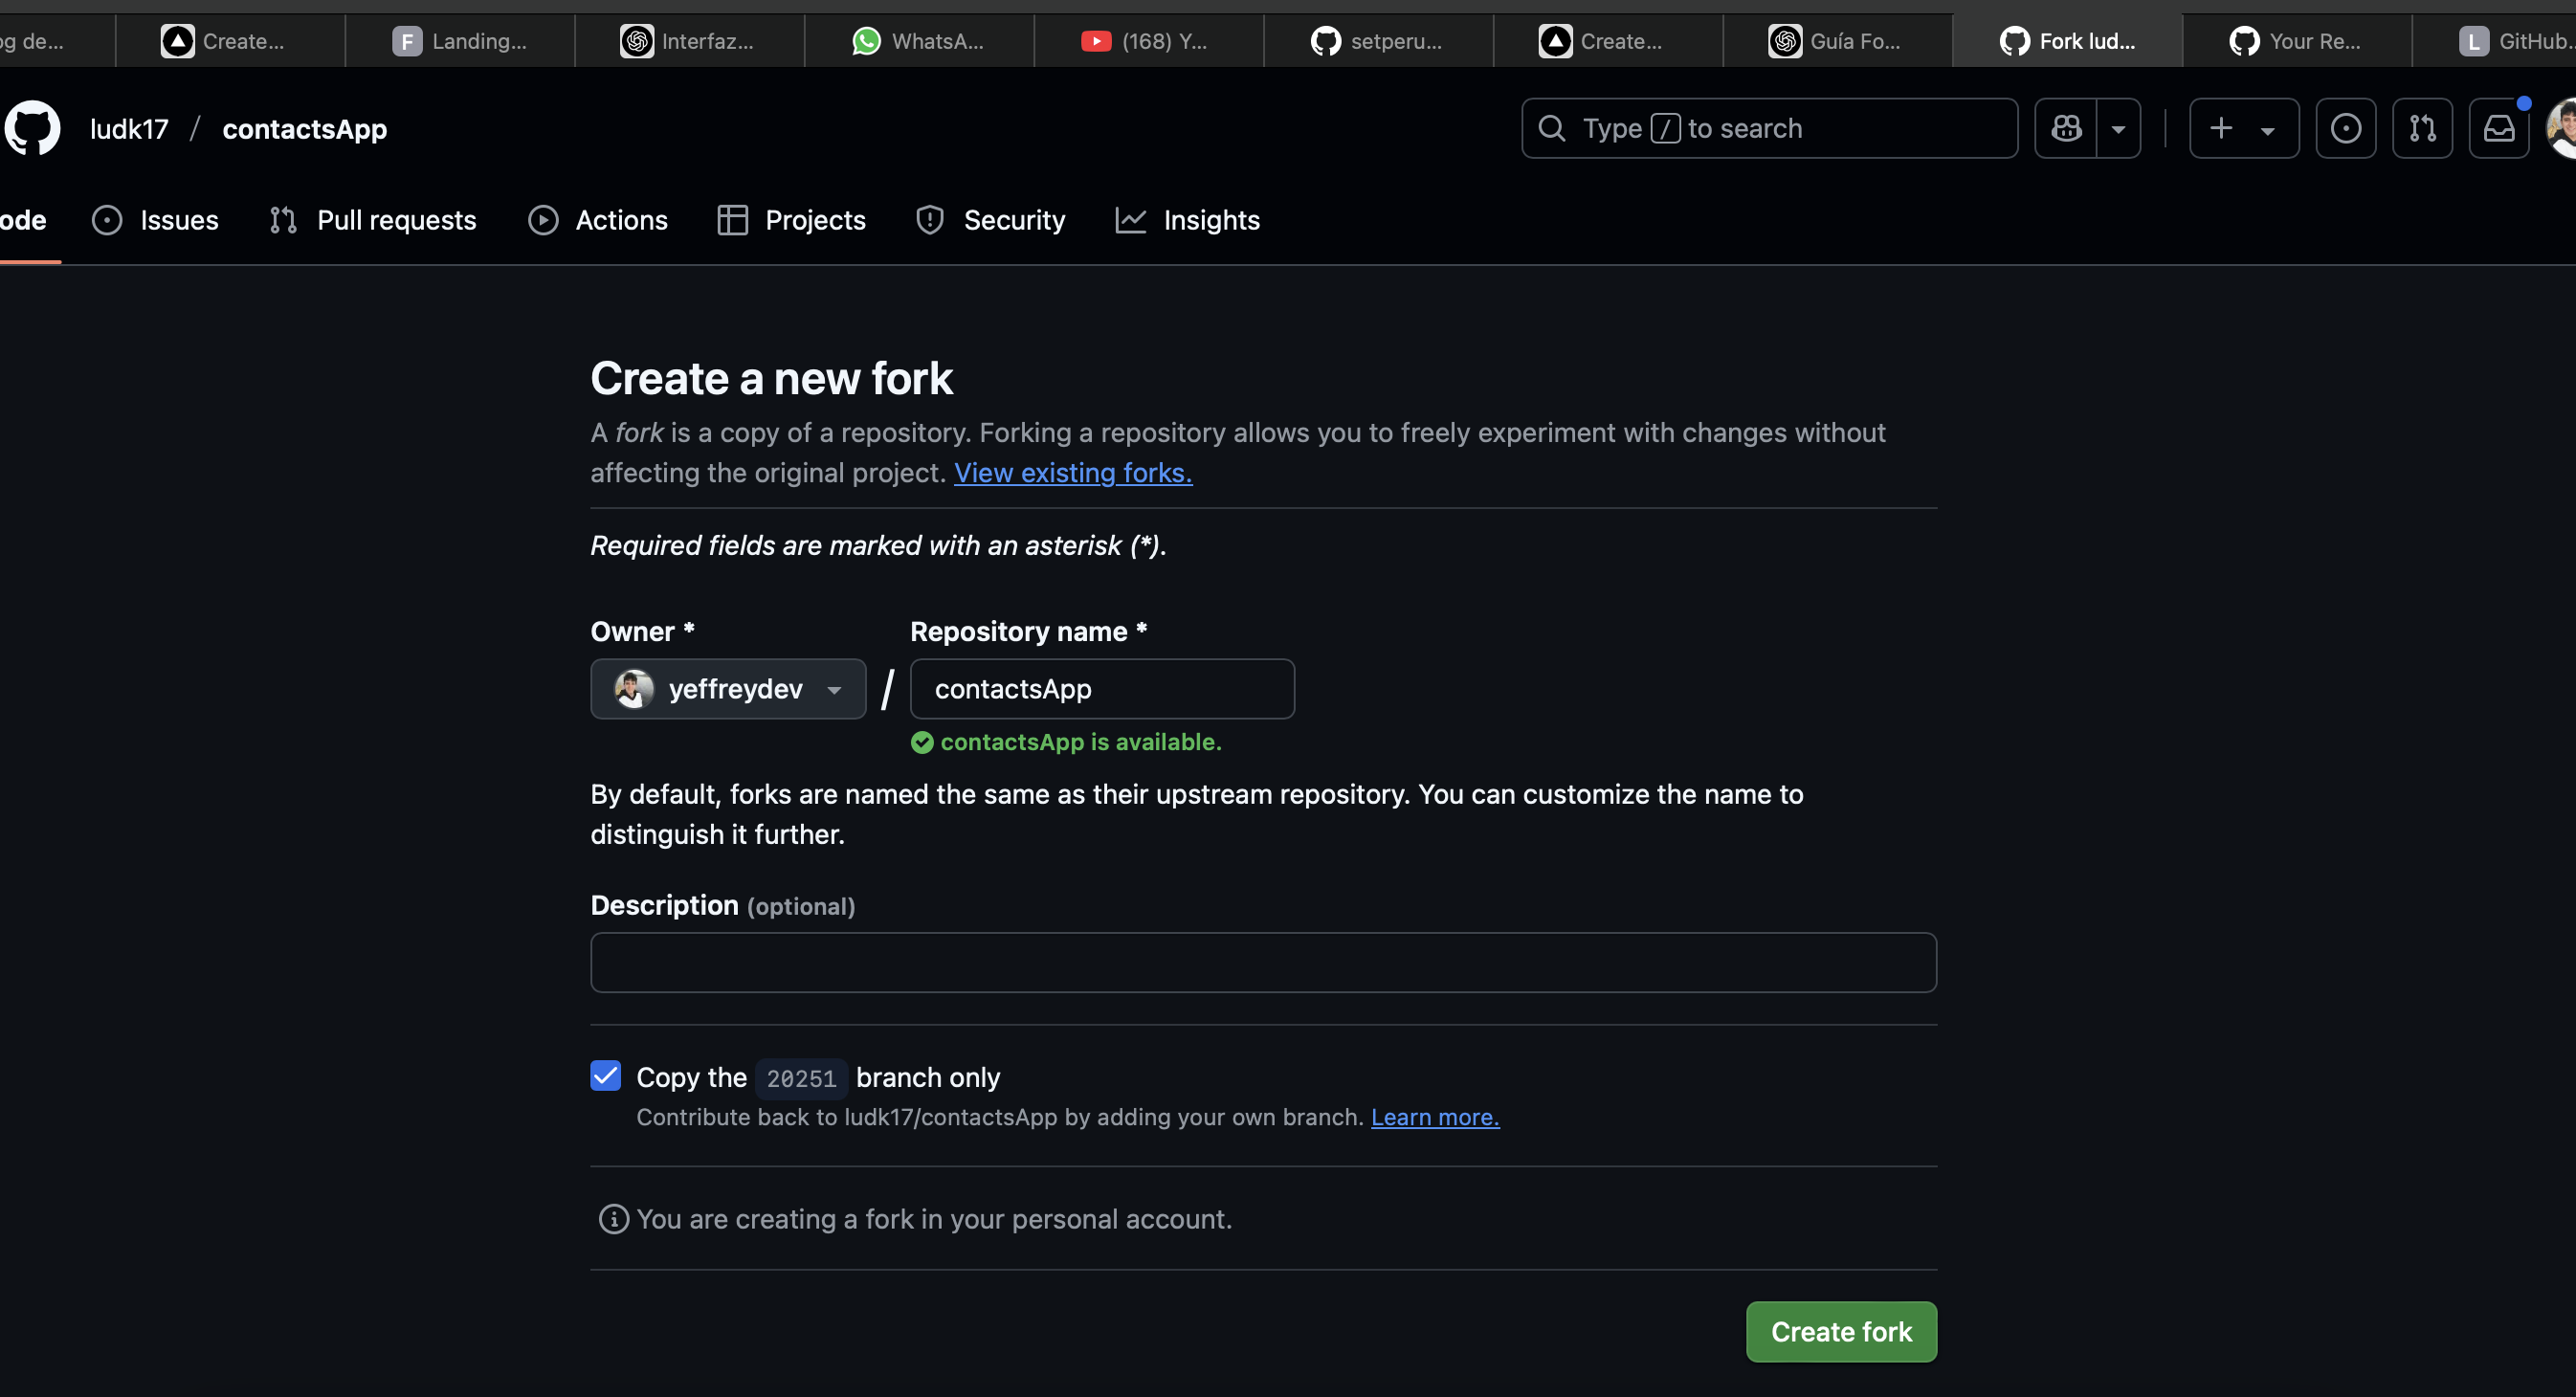 og de...
Create...
F Landing...
Interfaz...
WhatsA...
(168) Y...
setperu...
Create...
Guía Fo...
Fork lud...
Your Re...
L GitHub...
ludk17 / contactsApp
Type / to search
ode
Issues
Pull requests
Actions
Projects
Security
Insights
Create a new fork
A fork is a copy of a repository. Forking a repository allows you to freely experiment with changes without
affecting the original project. View existing forks.
Required fields are marked with an asterisk (*).
Owner * Repository name *
yeffreydev / contactsApp
contactsApp is available.
By default, forks are named the same as their upstream repository. You can customize the name to
distinguish it further.
Description (optional)
Copy the 20251 branch only
Contribute back to ludk17/contactsApp by adding your own branch. Learn more.
You are creating a fork in your personal account.
Create fork